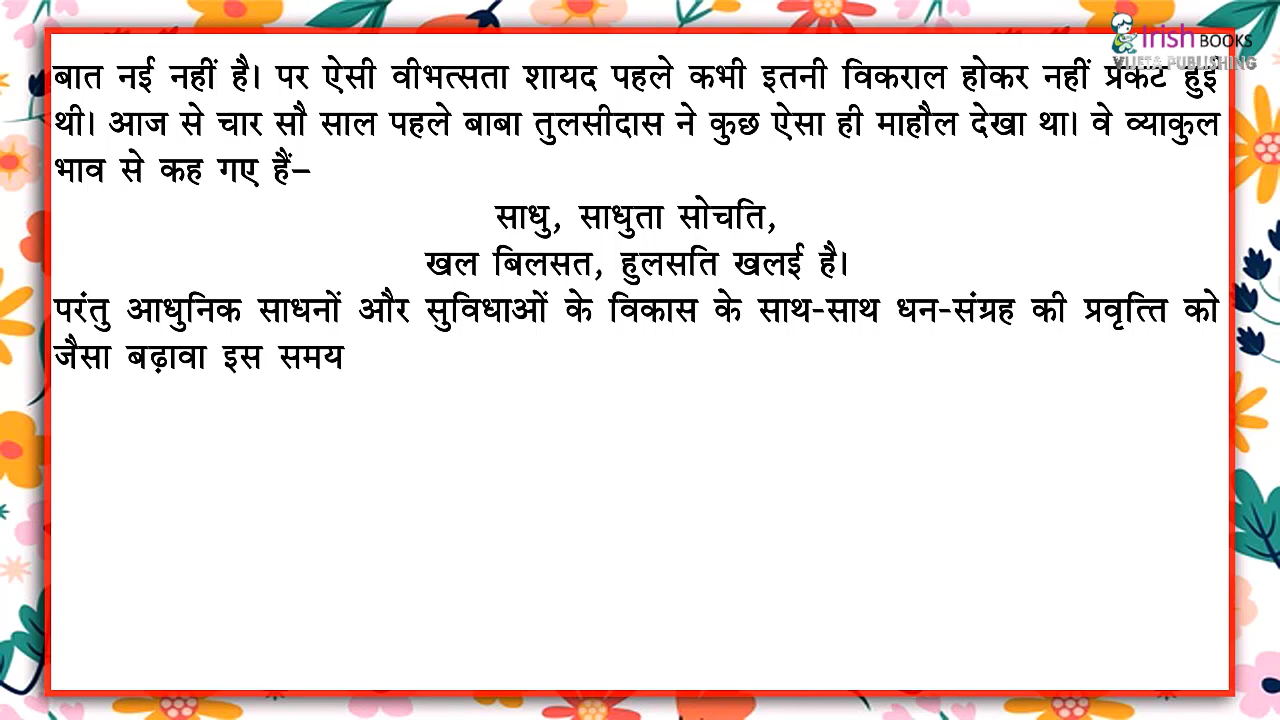 Irish BOOKS
बात नई नहीं है। पर ऐसी वीभत्सता शायद पहले कभी इतनी विकराल होकर नहीं प्रकट हुई
थी। आज से चार सौ साल पहले बाबा तुलसीदास ने कुछ ऐसा ही माहौल देखा था। वे व्याकुल
भाव से कह गए हैं–
साधु, साधुता सोचति,
खल बिलसत, हुलसति खलई है।
परंतु आधुनिक साधनों और सुविधाओं के विकास के साथ-साथ धन-संग्रह की प्रवृत्ति को
जैसा बढ़ावा इस समय